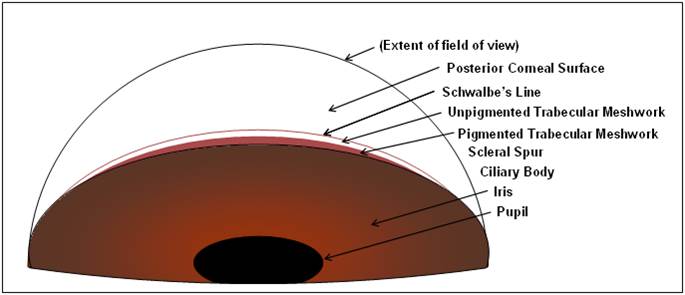 (Extent of field of view)
Posterior Corneal Surface
Schwalbe's Line
Unpigmented Trabecular Meshwork
Pigmented Trabecular Meshwork
Scleral Spur
Ciliary Body
Iris
Pupil